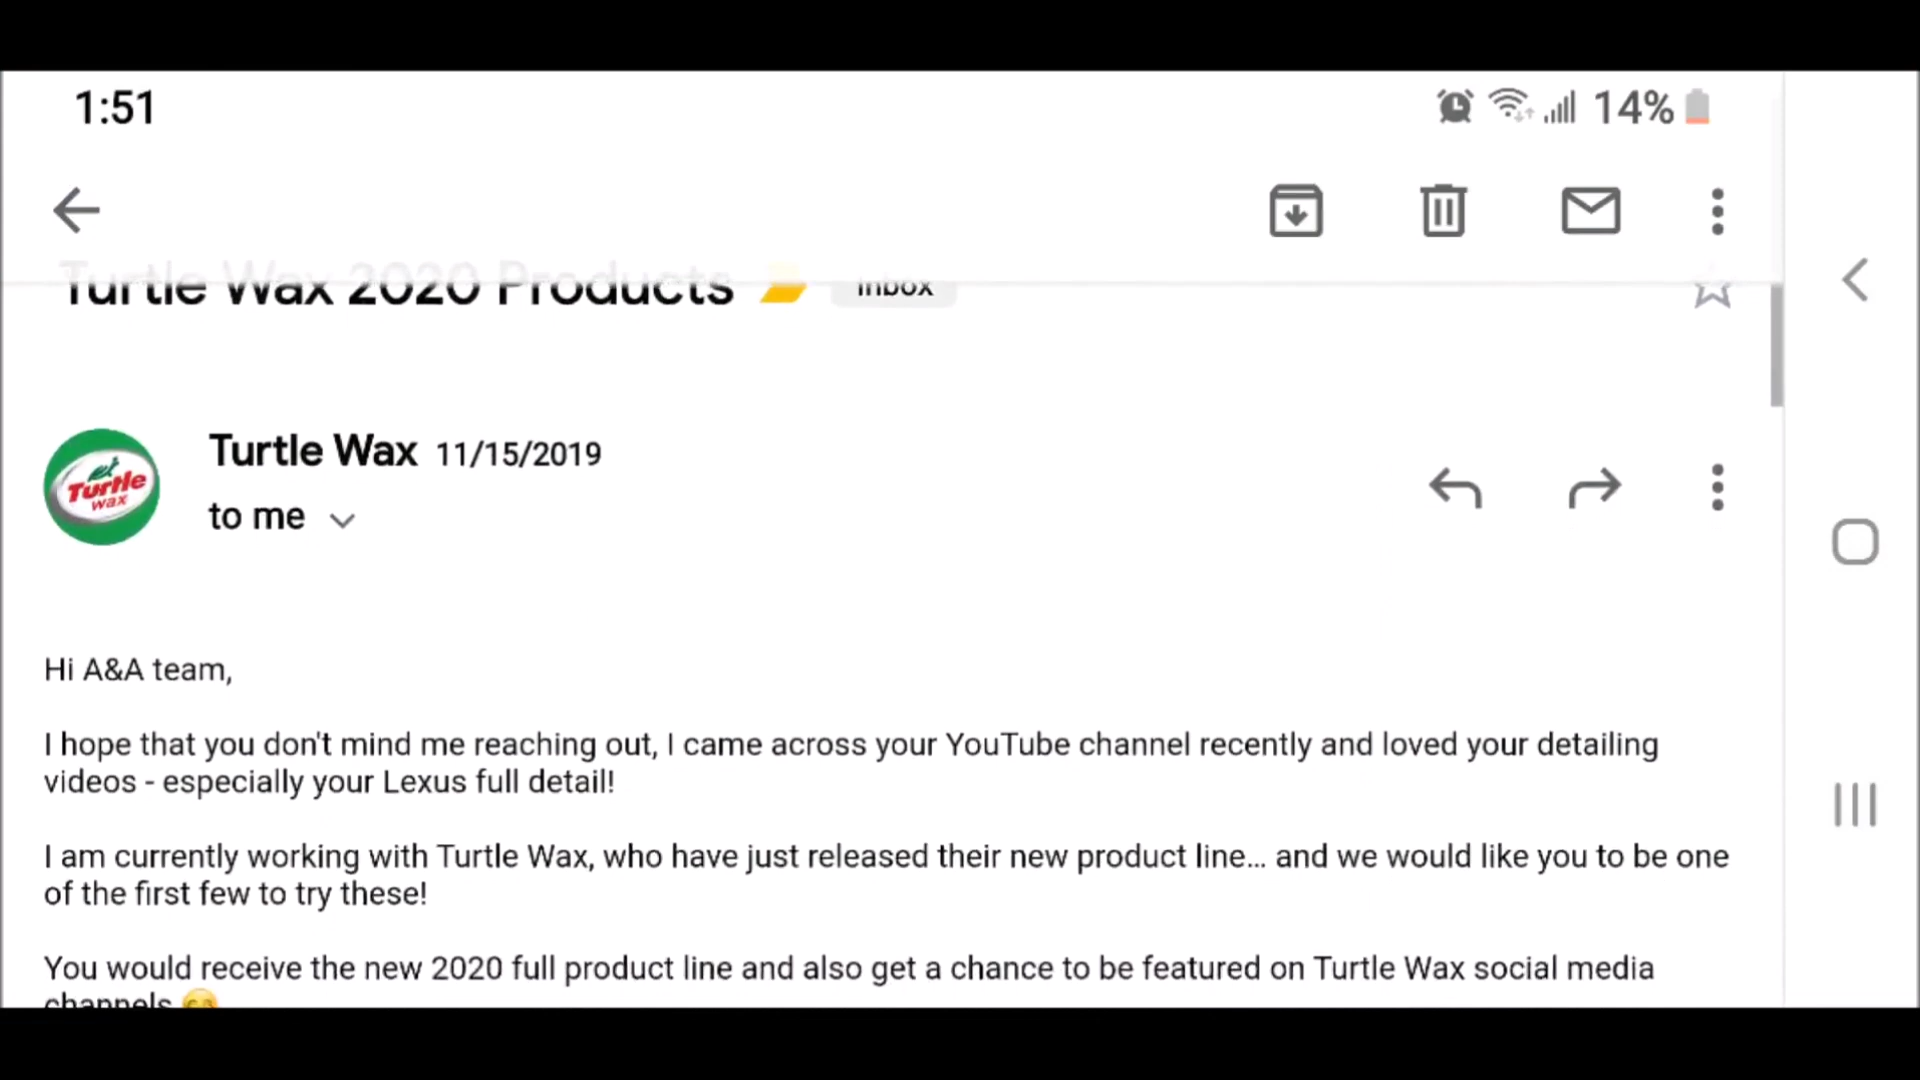 1:51
14%
Turtle Wax 2020 Products
Inbox
Turtle Wax 11/15/2019
Turtle
wax
to me
Hi A&A team,
I hope that you don't mind me reaching out, I came across your YouTube channel recently and loved your detailing
videos - especially your Lexus full detail!
I am currently working with Turtle Wax, who have just released their new product line... and we would like you to be one
of the first few to try these!
You would receive the new 2020 full product line and also get a chance to be featured on Turtle Wax social media
channels 😊